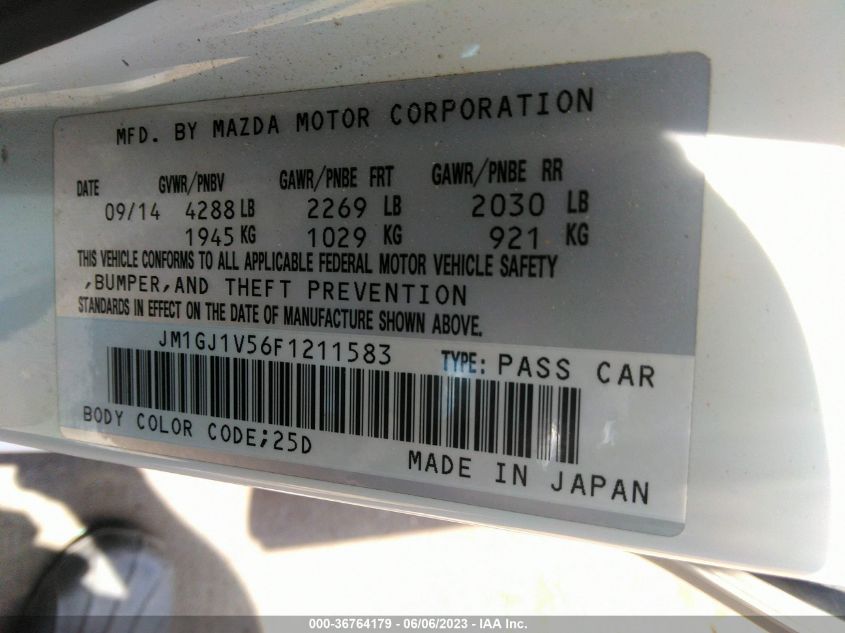 MFD. BY MAZDA MOTOR CORPORATION
DATE GVWR/PNBV GAWR/PNBE FRT GAWR/PNBE RR
09/14 4288 LB 2269 LB 2030 LB
1945 KG 1029 KG 921 KG
THIS VEHICLE CONFORMS TO ALL APPLICABLE FEDERAL MOTOR VEHICLE SAFETY
,BUMPER,AND THEFT PREVENTION
STANDARDS IN EFFECT ON THE DATE OF MANUFACTURE SHOWN ABOVE.
JM1GJ1V56F1211583 TYPE: PASS CAR
BODY COLOR CODE;25D
MADE IN JAPAN
000-36764179 - 06/06/2023 - IAA Inc.